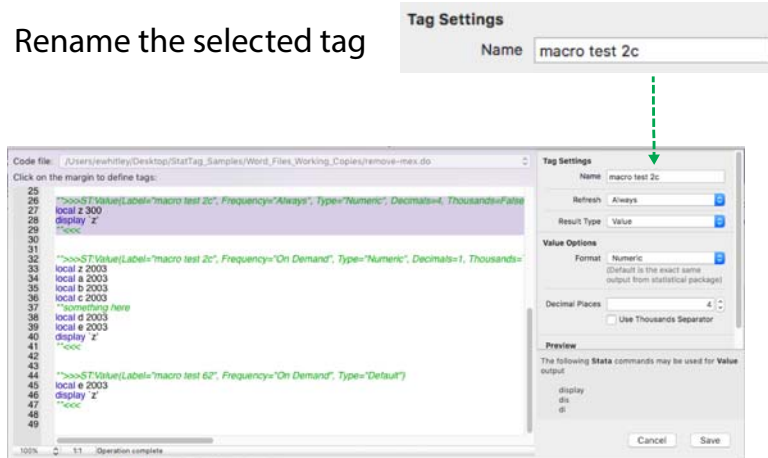 Rename the selected tag
Tag Settings
Name macro test 2c
Code file: /Users/ewhitley/Desktop/StatTag_Samples/Word_Files_Working_Copies/remove-mex.do
Click on the margin to define tags:
25
26 **>>>ST:Value(Label="macro test 2c", Frequency="Always", Type="Numeric", Decimals=4, Thousands=False
27 local z 300
28 display `z'
29 **<<<
30
31
32 **>>>ST:Value(Label="macro test 2c", Frequency="On Demand", Type="Numeric", Decimals=1, Thousands=
33 local z 2003
34 local a 2003
35 local b 2003
36 local c 2003
37 **something here
38 local d 2003
39 local e 2003
40 display `z'
41 **<<<
42
43
44 **>>>ST:Value(Label="macro test 62", Frequency="On Demand", Type="Default")
45 local e 2003
46 display `z'
47 **<<<
48
49
100% 1:1 Operation complete
Tag Settings
Name macro test 2c
Refresh Always
Result Type Value
Value Options
Format Numeric
(Default is the exact same
output from statistical package)
Decimal Places 4
Use Thousands Separator
Preview
The following Stata commands may be used for Value
output
display
dis
di
Cancel Save